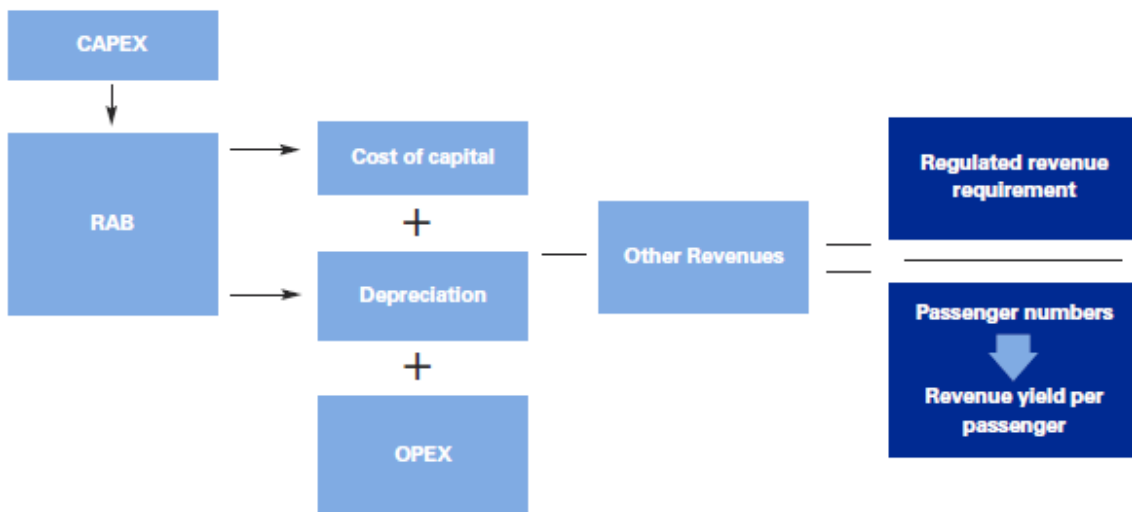 CAPEX
RAB
Cost of capital
+
Depreciation
+
OPEX
—
Other Revenues
=
Regulated revenue
requirement
Passenger numbers
Revenue yield per
passenger